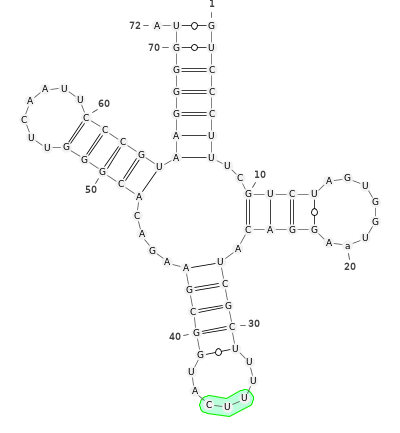 1
72 A U G
70 G U
G C
G C
G C
A U
A U
U C
G U C U A G U G G U a A
10
20
G G A C A
U C G C U U U U C A U G
30
40
G C G A A G A C A
C G G G U U C A A U U C C C G U
50
60